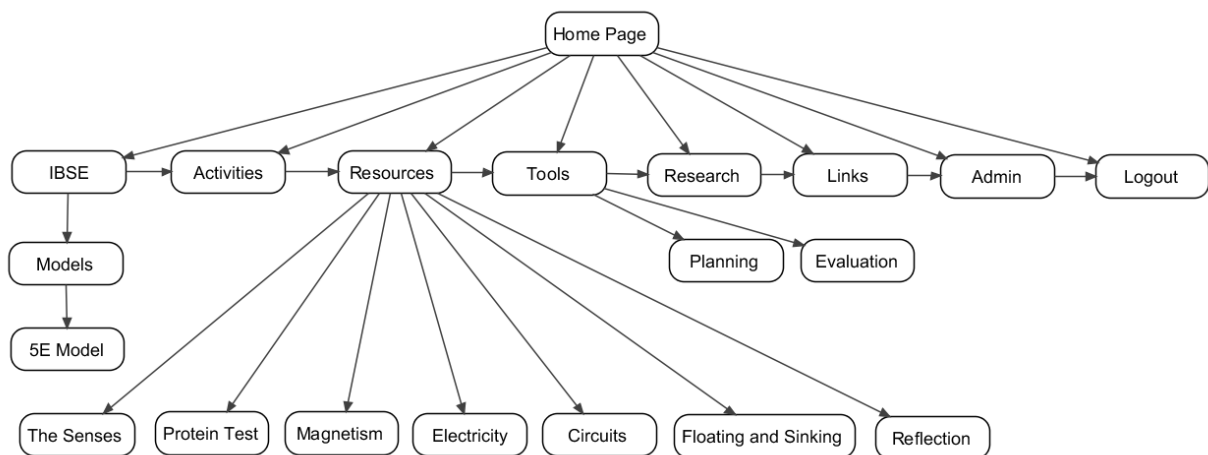 Home Page
IBSE
Activities
Resources
Tools
Research
Links
Admin
Logout
Models
Planning
Evaluation
5E Model
The Senses
Protein Test
Magnetism
Electricity
Circuits
Floating and Sinking
Reflection